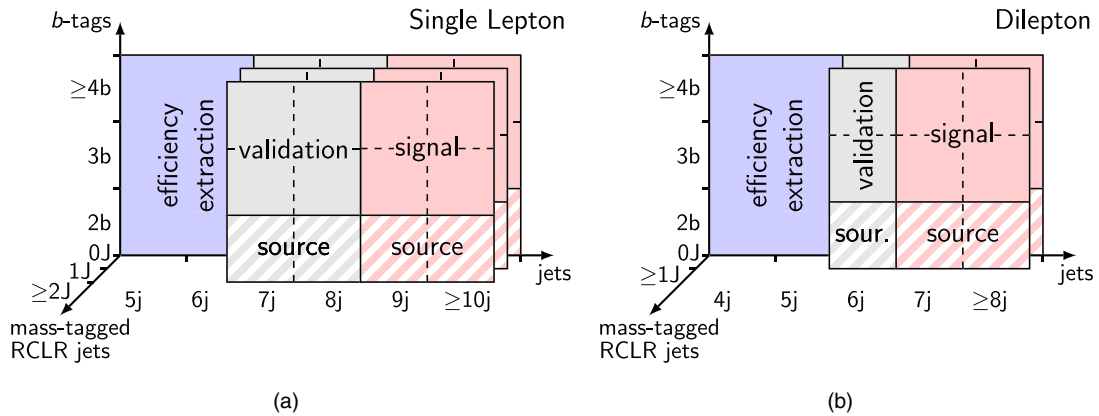 b-tags
Single Lepton
≥4b
3b
2b
0J
1J
≥2J
efficiency
extraction
validation
signal
source
source
jets
5j 6j 7j 8j 9j ≥10j
mass-tagged
RCLR jets
(a)
b-tags
Dilepton
≥4b
3b
2b
0J
≥1J
efficiency
extraction
validation
signal
sour.
source
jets
4j 5j 6j 7j ≥8j
mass-tagged
RCLR jets
(b)